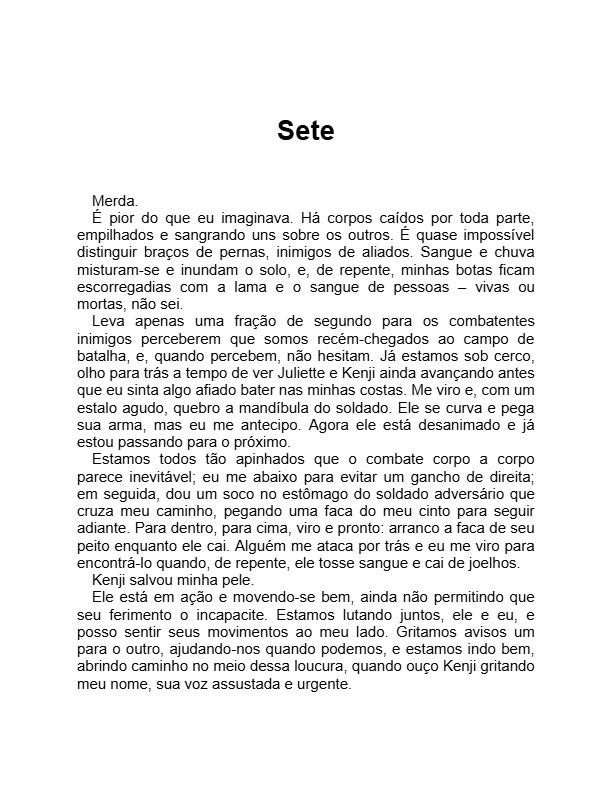 Sete
Merda.
É pior do que eu imaginava. Há corpos caídos por toda parte,
empilhados e sangrando uns sobre os outros. É quase impossível
distinguir braços de pernas, inimigos de aliados. Sangue e chuva
misturam-se e inundam o solo, e, de repente, minhas botas ficam
escorregadias com a lama e o sangue de pessoas – vivas ou
mortas, não sei.
Leva apenas uma fração de segundo para os combatentes
inimigos perceberem que somos recém-chegados ao campo de
batalha, e, quando percebem, não hesitam. Já estamos sob cerco,
olho para trás a tempo de ver Juliette e Kenji ainda avançando antes
que eu sinta algo afiado bater nas minhas costas. Me viro e, com um
estalo agudo, quebro a mandíbula do soldado. Ele se curva e pega
sua arma, mas eu me antecipo. Agora ele está desanimado e já
estou passando para o próximo.
Estamos todos tão apinhados que o combate corpo a corpo
parece inevitável; eu me abaixo para evitar um gancho de direita;
em seguida, dou um soco no estômago do soldado adversário que
cruza meu caminho, pegando uma faca do meu cinto para seguir
adiante. Para dentro, para cima, viro e pronto: arranco a faca de seu
peito enquanto ele cai. Alguém me ataca por trás e eu me viro para
encontrá-lo quando, de repente, ele tosse sangue e cai de joelhos.
Kenji salvou minha pele.
Ele está em ação e movendo-se bem, ainda não permitindo que
seu ferimento o incapacite. Estamos lutando juntos, ele e eu, e
posso sentir seus movimentos ao meu lado. Gritamos avisos um
para o outro, ajudando-nos quando podemos, e estamos indo bem,
abrindo caminho no meio dessa loucura, quando ouço Kenji gritando
meu nome, sua voz assustada e urgente.